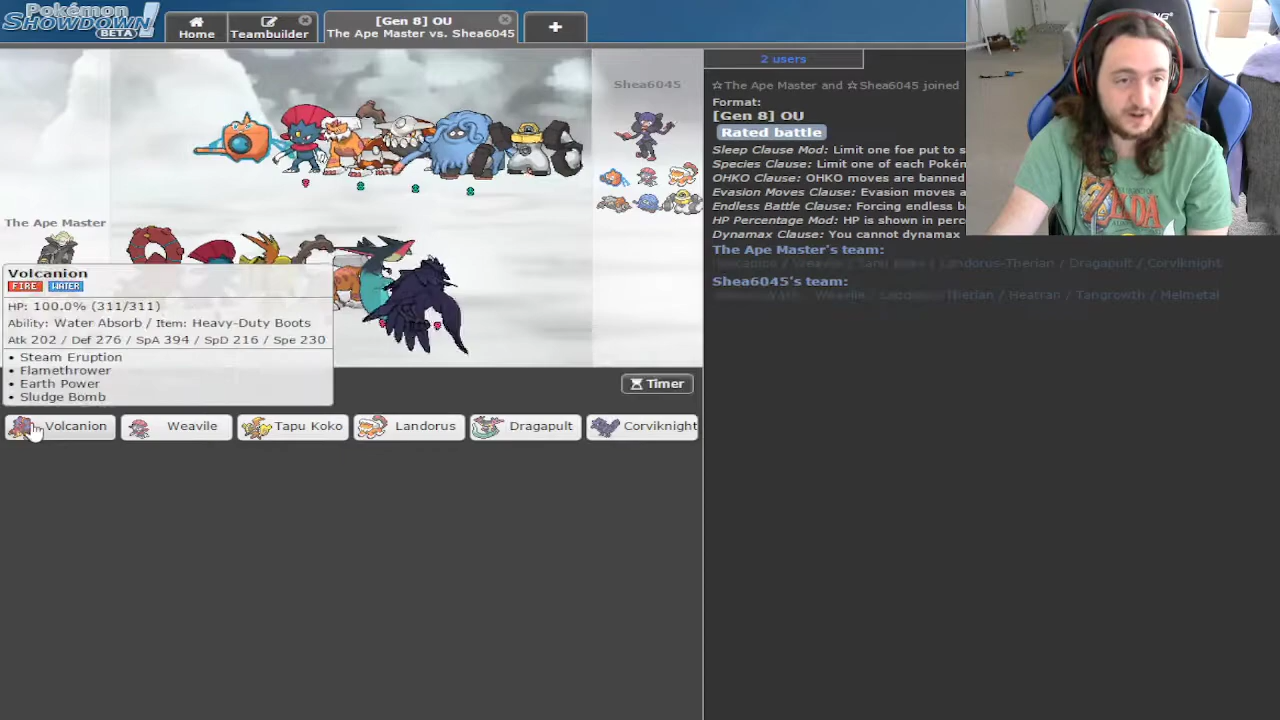 Pokémon
SHOWDOWN!
BETA
Home
Teambuilder
[Gen 8] OU
The Ape Master vs. Shea6045
2 users
☆The Ape Master and ☆Shea6045 joined
Format:
[Gen 8] OU
Rated battle
Sleep Clause Mod: Limit one foe put to s
Species Clause: Limit one of each Pokén
OHKO Clause: OHKO moves are banned
Evasion Moves Clause: Evasion moves a
Endless Battle Clause: Forcing endless b
HP Percentage Mod: HP is shown in perc
Dynamax Clause: You cannot dynamax
The Ape Master's team:
Volcanion / Weavile / Tapu Koko / Landorus-Therian / Dragapult / Corviknight
Shea6045's team:
Weavile / Landorus-Therian / Heatran / Tangrowth / Melmetal
Shea6045
The Ape Master
Volcanion
FIRE WATER
HP: 100.0% (311/311)
Ability: Water Absorb / Item: Heavy-Duty Boots
Atk 202 / Def 276 / SpA 394 / SpD 216 / Spe 230
• Steam Eruption
• Flamethrower
• Earth Power
• Sludge Bomb
Timer
Volcanion
Weavile
Tapu Koko
Landorus
Dragapult
Corviknight
ZELDA